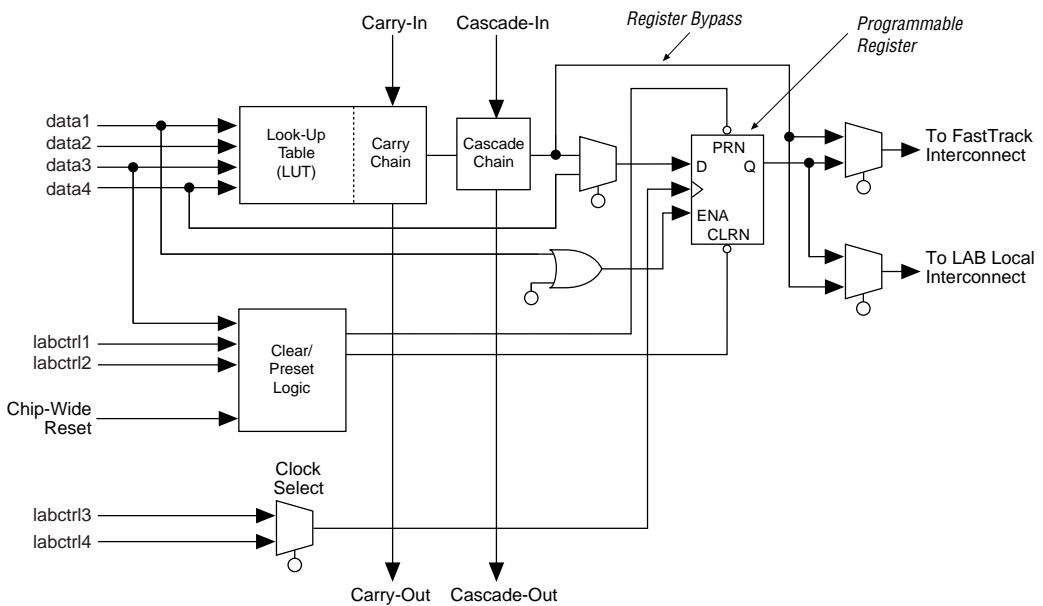 Carry-In
Cascade-In
Register Bypass
Programmable
Register
data1
data2
data3
data4
Look-Up
Table
(LUT)
Carry
Chain
Cascade
Chain
PRN
D
Q
ENA
CLRN
To FastTrack
Interconnect
To LAB Local
Interconnect
labctrl1
labctrl2
Clear/
Preset
Logic
Chip-Wide
Reset
Clock
Select
labctrl3
labctrl4
Carry-Out
Cascade-Out